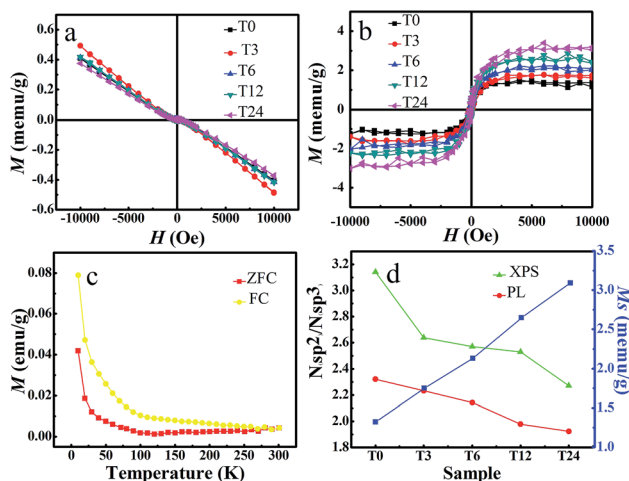 a
T0
T3
T6
T12
T24
M (memu/g)
0.6
0.4
0.2
0.0
-0.2
-0.4
-0.6
-10000 -5000 0 5000 10000
H (Oe)
b
T0
T3
T6
T12
T24
M (memu/g)
4
2
0
-2
-4
-10000 -5000 0 5000 10000
H (Oe)
c
ZFC
FC
M (emu/g)
0.08
0.06
0.04
0.02
0.00
0 50 100 150 200 250 300
Temperature (K)
d
XPS
PL
N.sp2/N.sp3,
3.2
3.0
2.8
2.6
2.4
2.2
2.0
1.8
T0 T3 T6 T12 T24
Sample
3.5
3.0
2.5
2.0
1.5
1.0
Ms (memu/g)